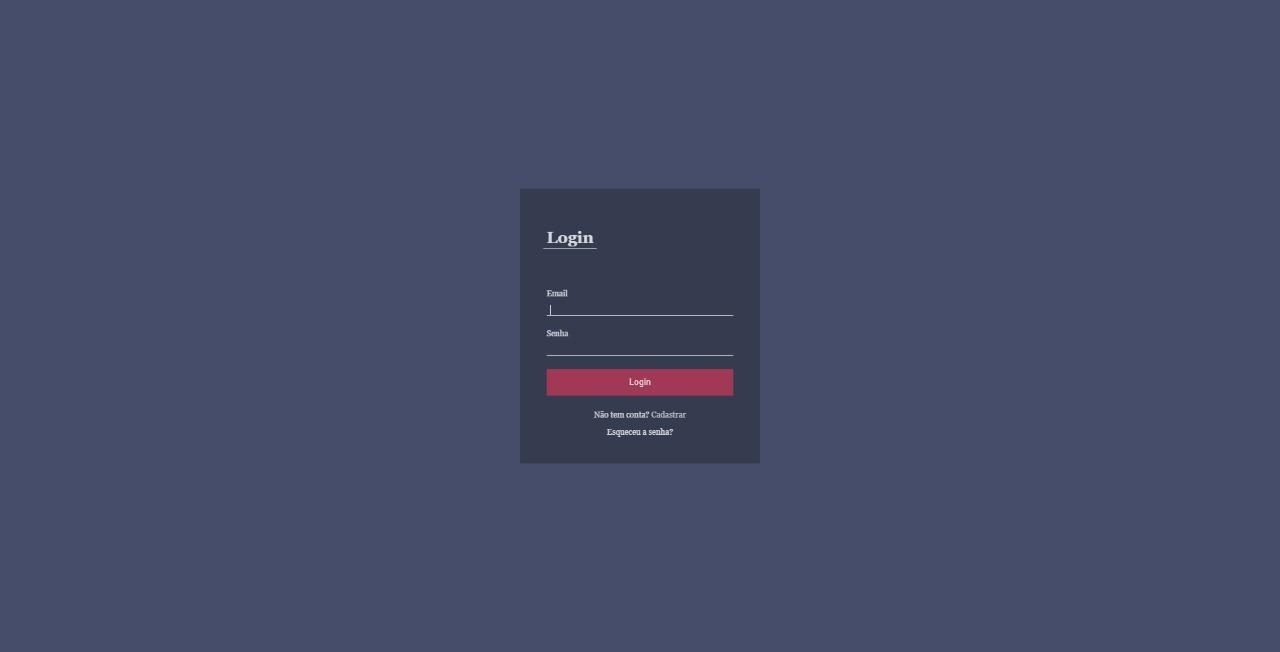 Login
Email
Senha
Login
Não tem conta? Cadastrar
Esqueceu a senha?